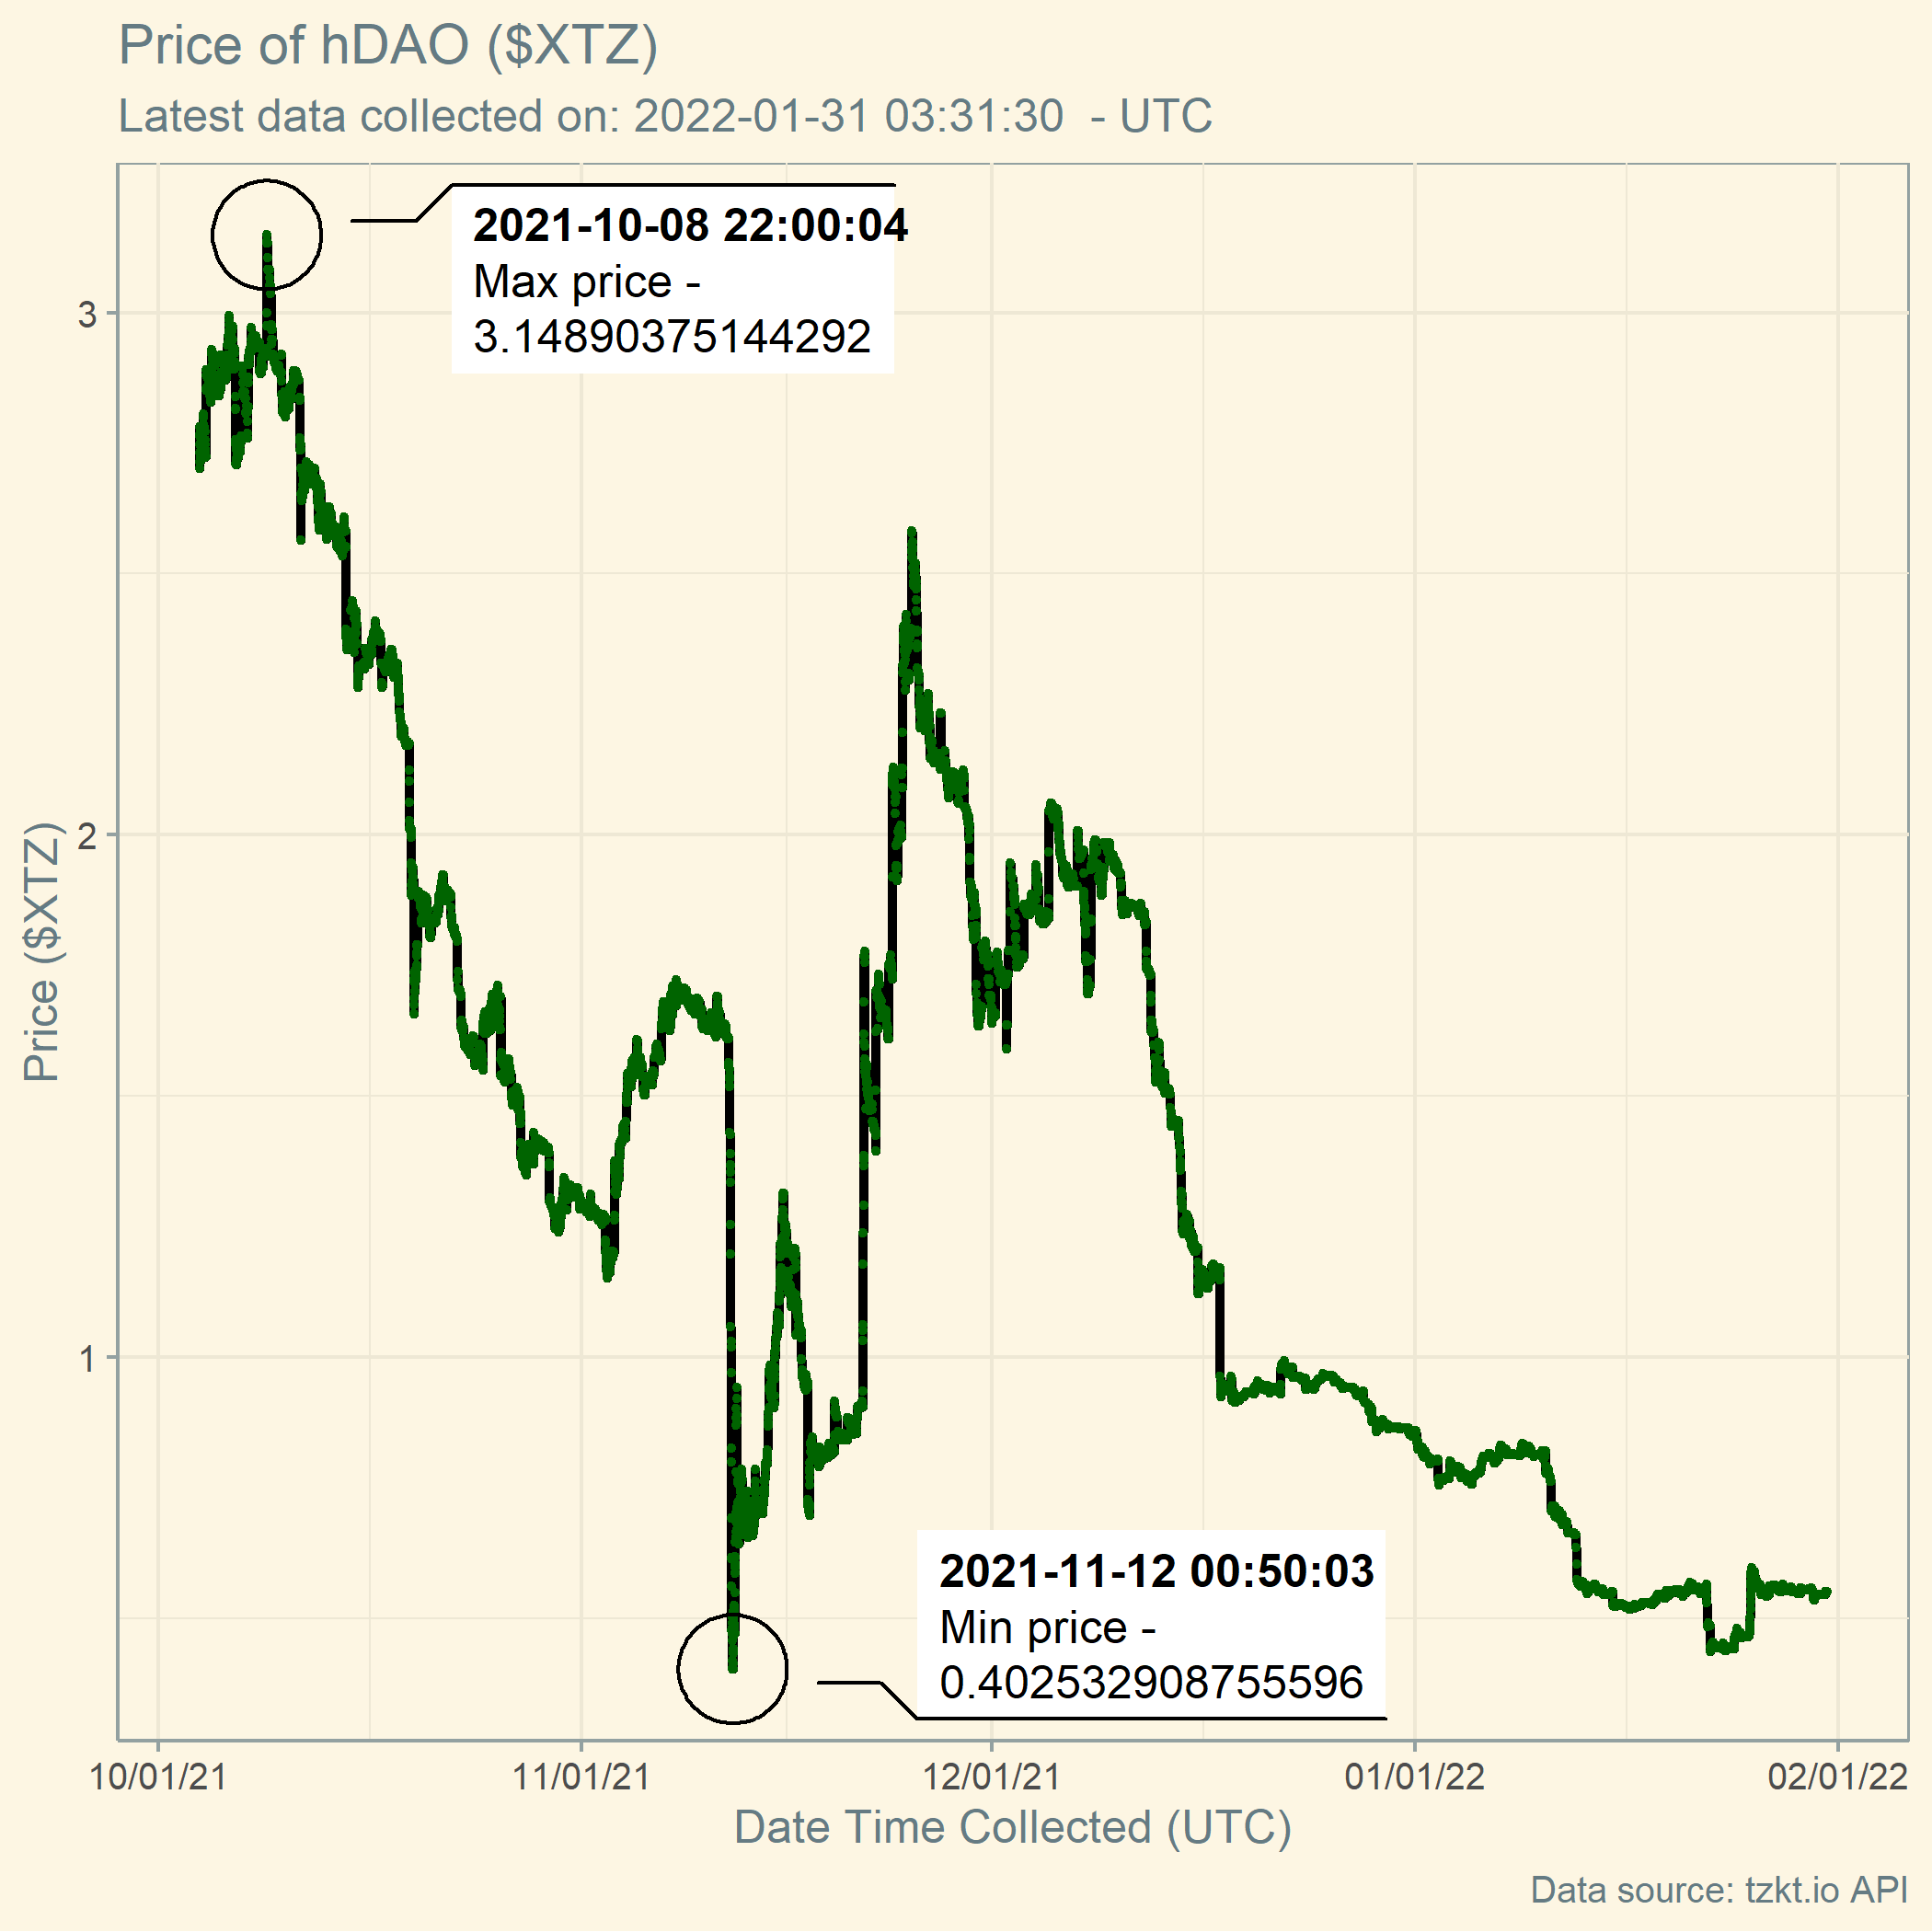 Price of hDAO ($XTZ)
Latest data collected on: 2022-01-31 03:31:30  - UTC
2021-10-08 22:00:04
Max price -
3.14890375144292
3
2
1
Price ($XTZ)
2021-11-12 00:50:03
Min price -
0.402532908755596
10/01/21
11/01/21
12/01/21
01/01/22
02/01/22
Date Time Collected (UTC)
Data source: tzkt.io API